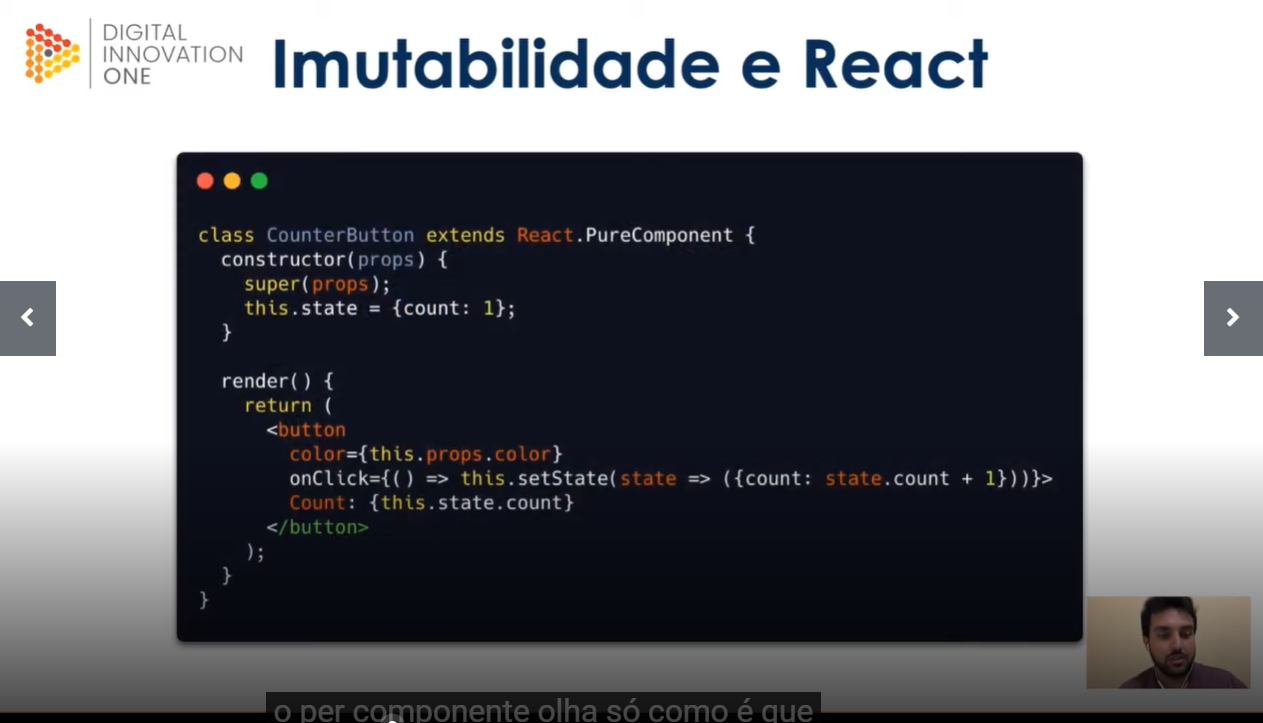 DIGITAL
INNOVATION
ONE
Imutabilidade e React
class CounterButton extends React.PureComponent {
  constructor(props) {
    super(props);
    this.state = {count: 1};
  }

  render() {
    return (
      <button
        color={this.props.color}
        onClick={() => this.setState(state => ({count: state.count + 1}))}>
        Count: {this.state.count}
      </button>
    );
  }
}
o per componente olha só como é que